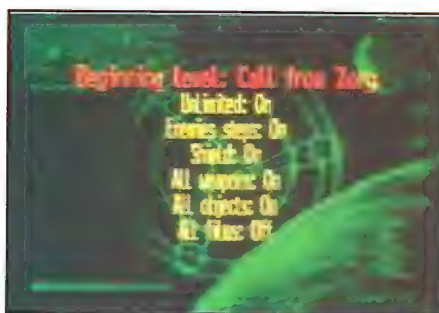 Beginning level: Call from Zorg
Unlimited: On
Enemies steps: On
Shield: On
All weapons: On
All objects: On
All films: Off